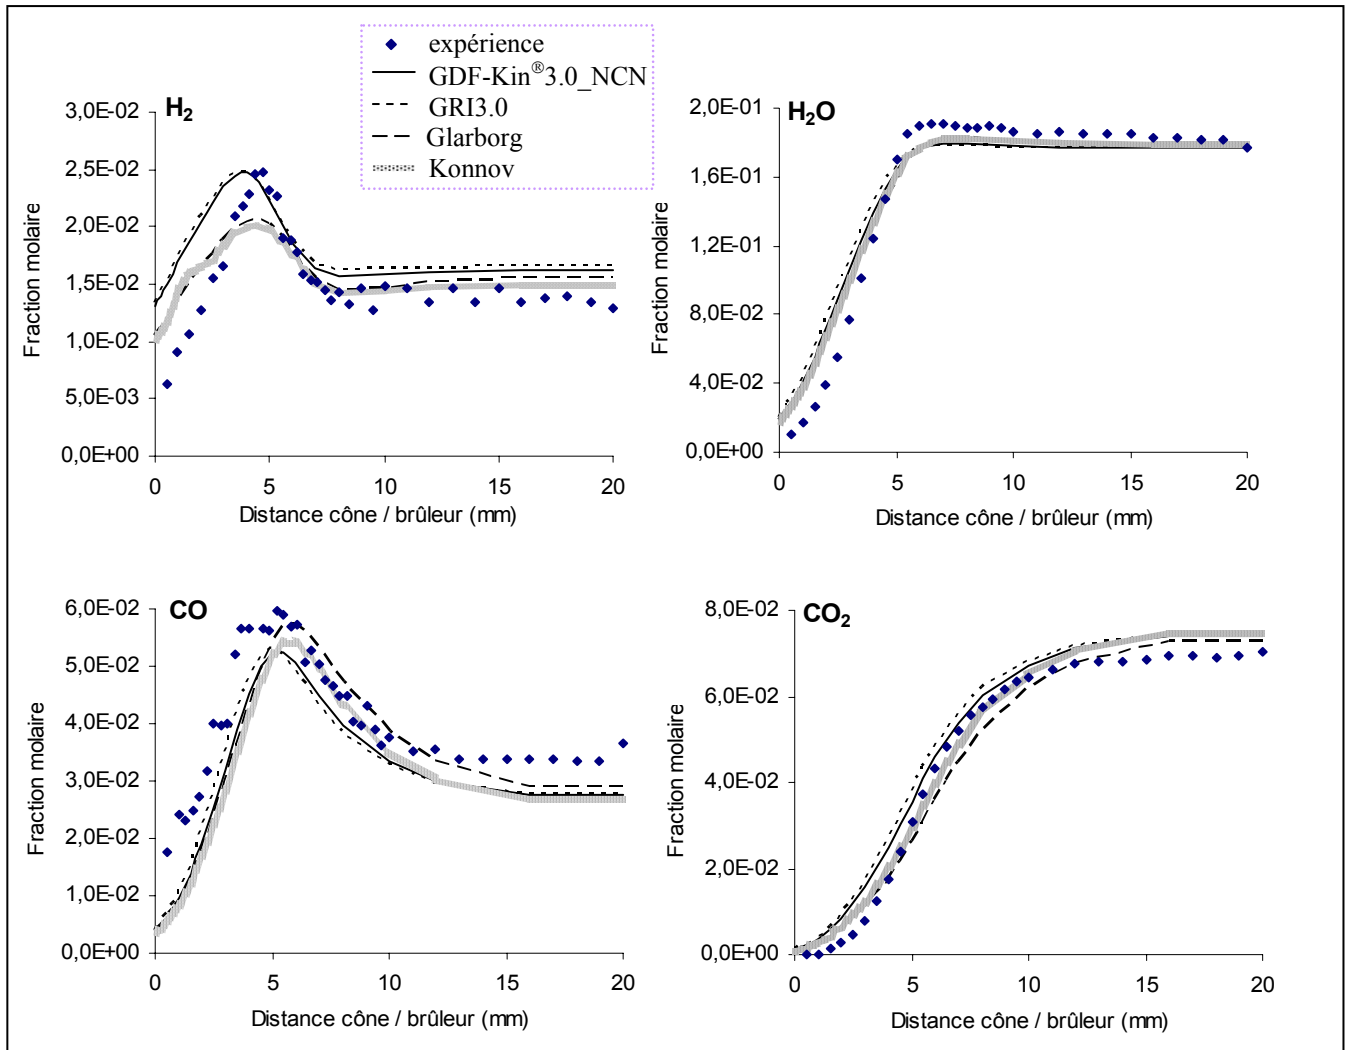 expérience
GDF-Kin®3.0_NCN
GRI3.0
Glarborg
Konnov
H2
3,0E-02
2,5E-02
2,0E-02
1,5E-02
1,0E-02
5,0E-03
0,0E+00
Fraction molaire
0 5 10 15 20
Distance cône / brûleur (mm)
H2O
2,0E-01
1,6E-01
1,2E-01
8,0E-02
4,0E-02
0,0E+00
Fraction molaire
0 5 10 15 20
Distance cône / brûleur (mm)
CO
6,0E-02
5,0E-02
4,0E-02
3,0E-02
2,0E-02
1,0E-02
0,0E+00
Fraction molaire
0 5 10 15 20
Distance cône / brûleur (mm)
CO2
8,0E-02
6,0E-02
4,0E-02
2,0E-02
0,0E+00
Fraction molaire
0 5 10 15 20
Distance cône / brûleur (mm)